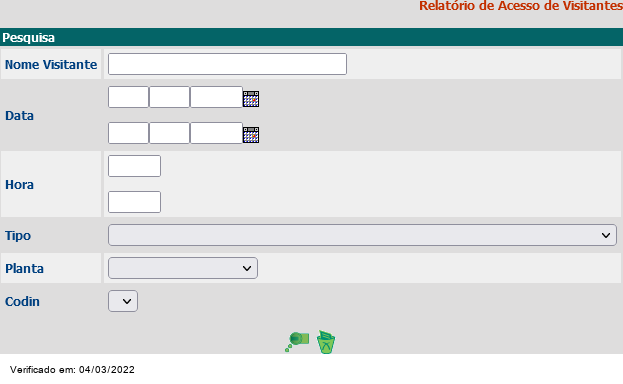 Relatório de Acesso de Visitantes
Pesquisa
Nome Visitante
Data
Hora
Tipo
Planta
Codin
Verificado em: 04/03/2022